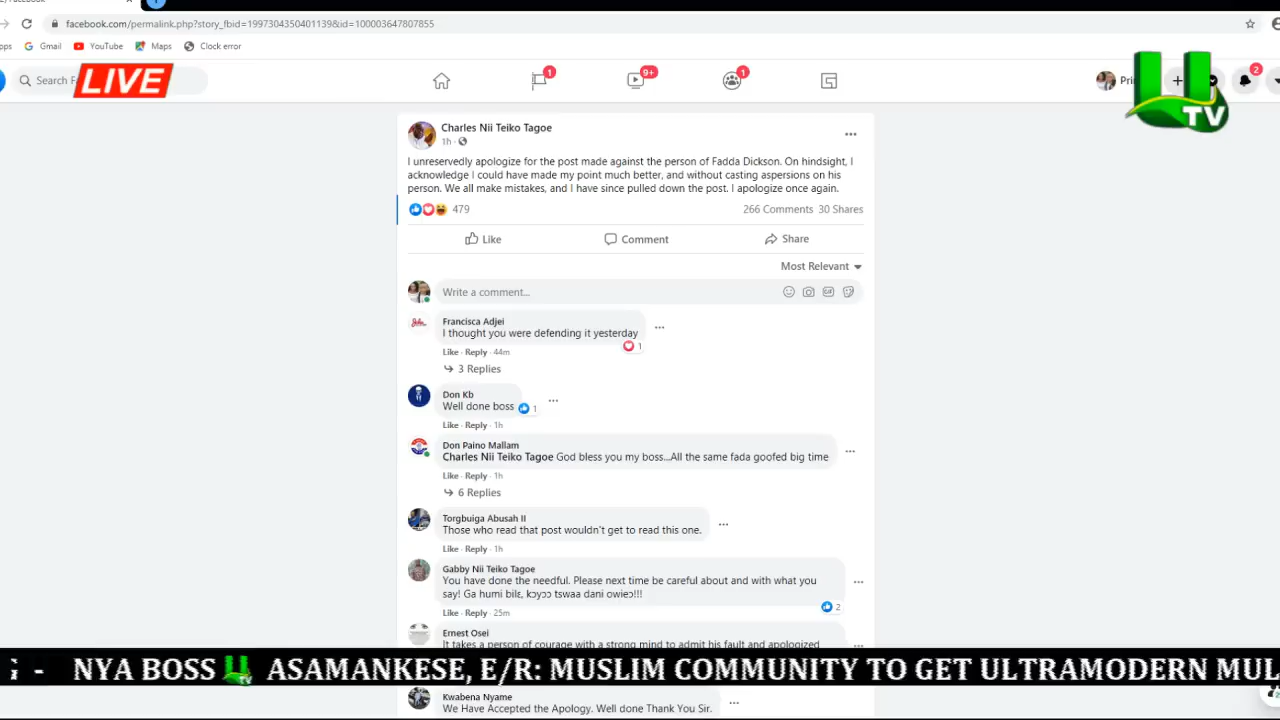 facebook.com/permalink.php?story_fbid=1997304350401139&id=100003647807855
Gmail YouTube Maps Clock error
LIVE
Search
1
9+
1
2
UTV
Charles Nii Teiko Tagoe
1h
I unreservedly apologize for the post made against the person of Fadda Dickson. On hindsight, I
acknowledge I could have made my point much better, and without casting aspersions on his
person. We all make mistakes, and I have since pulled down the post. I apologize once again.
479 266 Comments 30 Shares
Like Comment Share
Most Relevant
Write a comment... GIF
Francisca Adjei
I thought you were defending it yesterday
1
Like · Reply · 44m
3 Replies
Don Kb
Well done boss 1
Like · Reply · 1h
Don Paino Mallam
Charles Nii Teiko Tagoe God bless you my boss...All the same fada goofed big time
Like · Reply · 1h
6 Replies
Torgbuiga Abusah II
Those who read that post wouldn't get to read this one.
Like · Reply · 1h
Gabby Nii Teiko Tagoe
You have done the needful. Please next time be careful about and with what you
say! Ga humi bilɛ, kɔyɔɔ tswaa dani owieɔ!!!
2
Like · Reply · 25m
Ernest Osei
It takes a person of courage with a strong mind to admit his fault and apologized
- NYA BOSS UTV ASAMANKESE, E/R: MUSLIM COMMUNITY TO GET ULTRAMODERN MUL
Kwabena Nyame
We Have Accepted the Apology. Well done Thank You Sir.